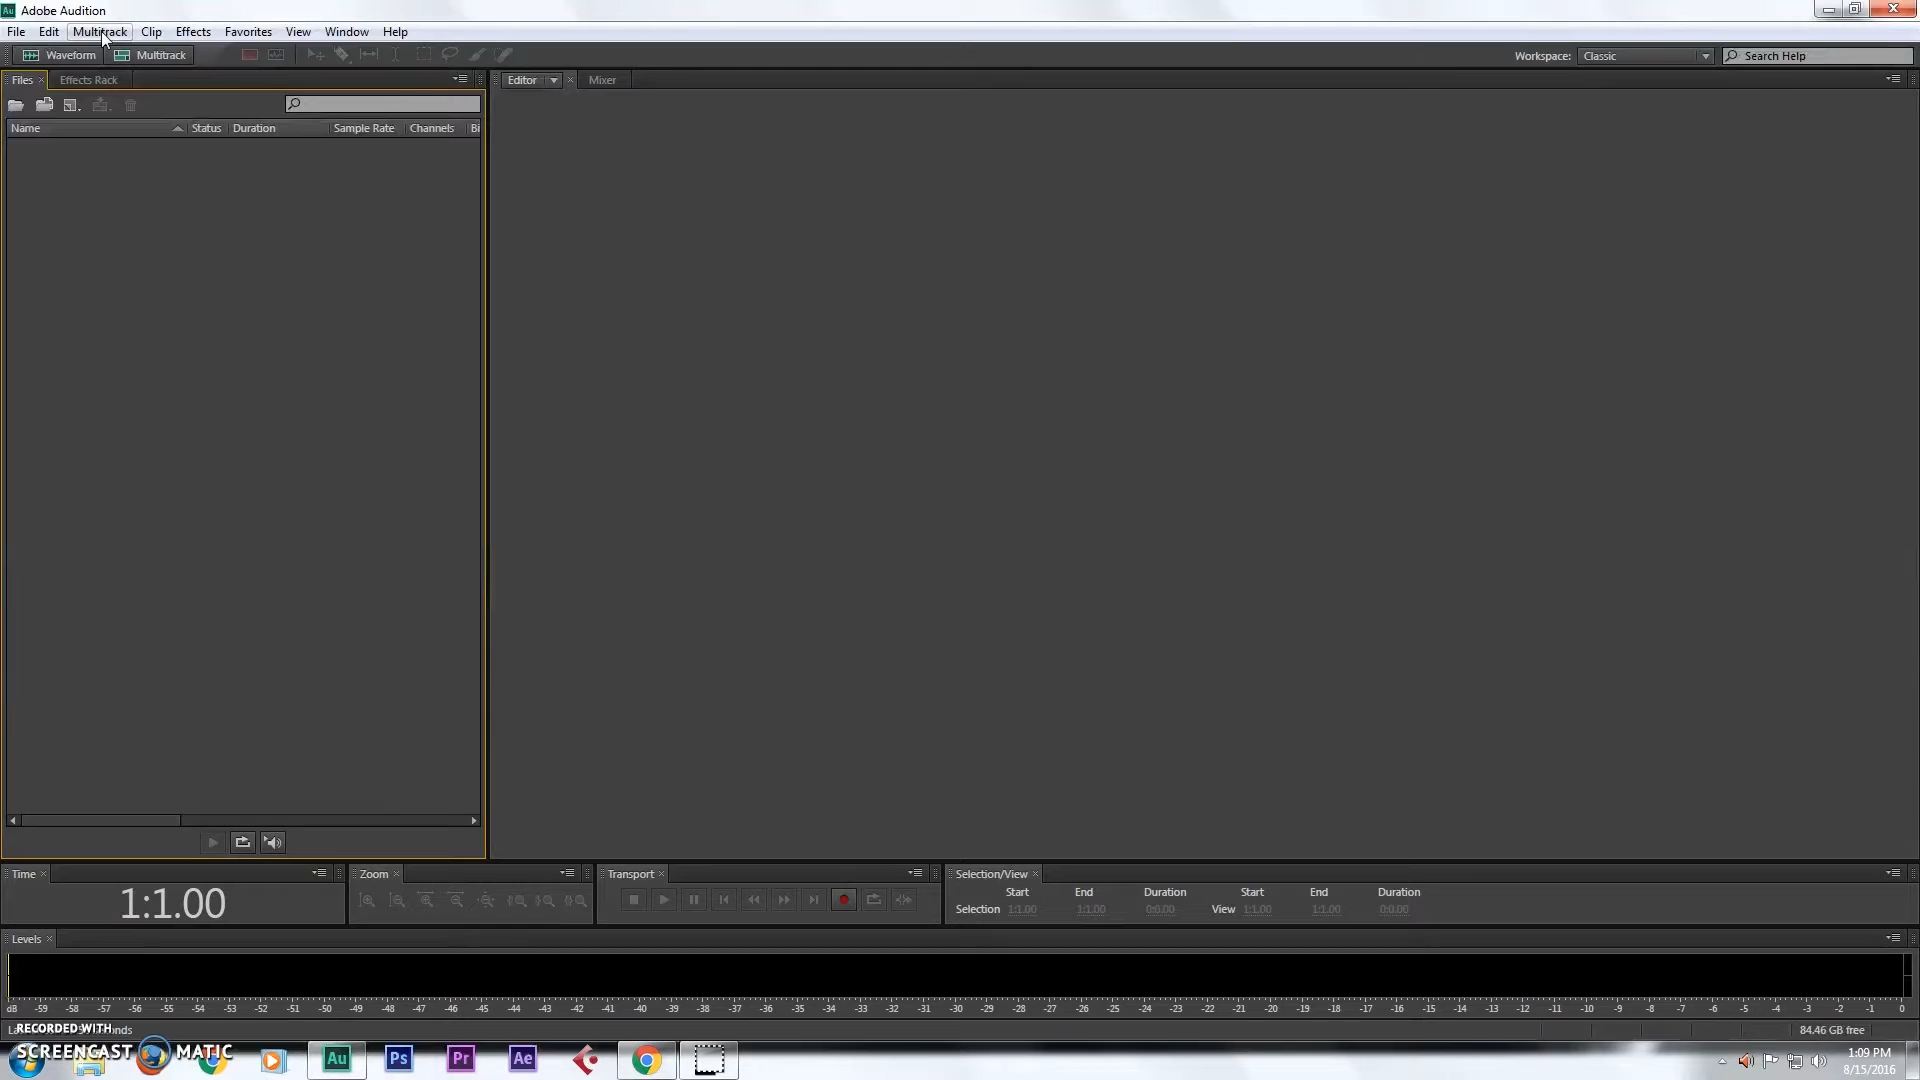 Au Adobe Audition
File Edit Multitrack Clip Effects Favorites View Window Help
Waveform Multitrack Workspace: Classic Search Help
Files Effects Rack Editor Mixer
Name Status Duration Sample Rate Channels Bi
Time Zoom Transport Selection/View
1:1.00
Start End Duration Start End Duration
Selection 1:1.00 1:1.00 0:0.00 View 1:1.00 1:1.00 0:0.00
Levels
dB -59 -58 -57 -56 -55 -54 -53 -52 -51 -50 -49 -48 -47 -46 -45 -44 -43 -42 -41 -40 -39 -38 -37 -36 -35 -34 -33 -32 -31 -30 -29 -28 -27 -26 -25 -24 -23 -22 -21 -20 -19 -18 -17 -16 -15 -14 -13 -12 -11 -10 -9 -8 -7 -6 -5 -4 -3 -2 -1 0
RECORDED WITH 84.46 GB free
SCREENCAST MATIC Au Ps Pr Ae 1:09 PM
8/15/2016